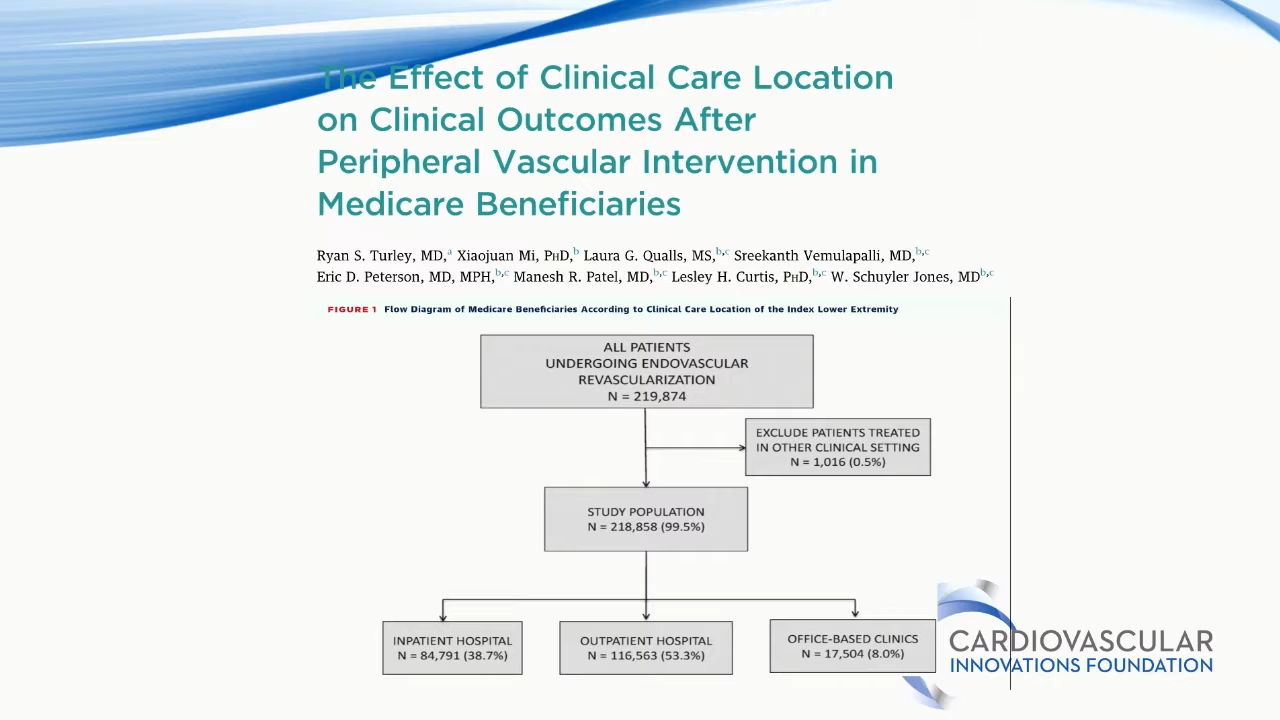 The Effect of Clinical Care Location
on Clinical Outcomes After
Peripheral Vascular Intervention in
Medicare Beneficiaries
Ryan S. Turley, MD,a Xiaojuan Mi, PhD,b Laura G. Qualls, MS,b,c Sreekanth Vemulapalli, MD,b,c
Eric D. Peterson, MD, MPH,b,c Manesh R. Patel, MD,b,c Lesley H. Curtis, PhD,b,c W. Schuyler Jones, MDb,c
FIGURE 1 Flow Diagram of Medicare Beneficiaries According to Clinical Care Location of the Index Lower Extremity
ALL PATIENTS
UNDERGOING ENDOVASCULAR
REVASCULARIZATION
N = 219,874
EXCLUDE PATIENTS TREATED
IN OTHER CLINICAL SETTING
N = 1,016 (0.5%)
STUDY POPULATION
N = 218,858 (99.5%)
INPATIENT HOSPITAL
N = 84,791 (38.7%)
OUTPATIENT HOSPITAL
N = 116,563 (53.3%)
OFFICE-BASED CLINICS
N = 17,504 (8.0%)
CARDIOVASCULAR
INNOVATIONS FOUNDATION